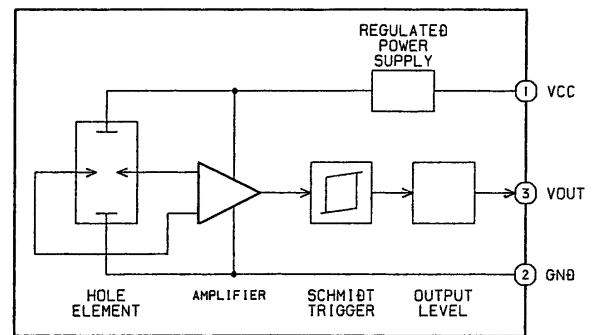 REGULATED
POWER
SUPPLY
1 VCC
3 VOUT
2 GND
HOLE
ELEMENT
AMPLIFIER
SCHMIDT
TRIGGER
OUTPUT
LEVEL